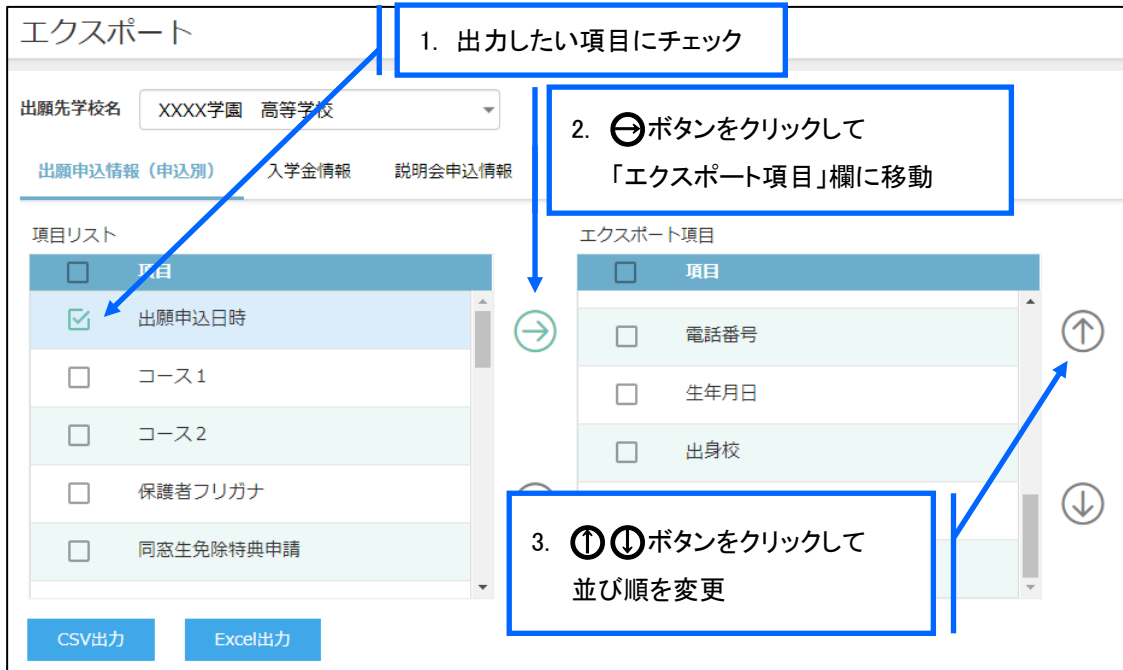 エクスポート
1. 出力したい項目にチェック
出願先学校名
XXXX学園 高等学校
2. →ボタンをクリックして
「エクスポート項目」欄に移動
出願申込情報（申込別）
入学金情報
説明会申込情報
項目リスト
項目
出願申込日時
コース1
コース2
保護者フリガナ
同窓生免除特典申請
エクスポート項目
項目
電話番号
生年月日
出身校
3. ↑↓ボタンをクリックして
並び順を変更
CSV出力
Excel出力